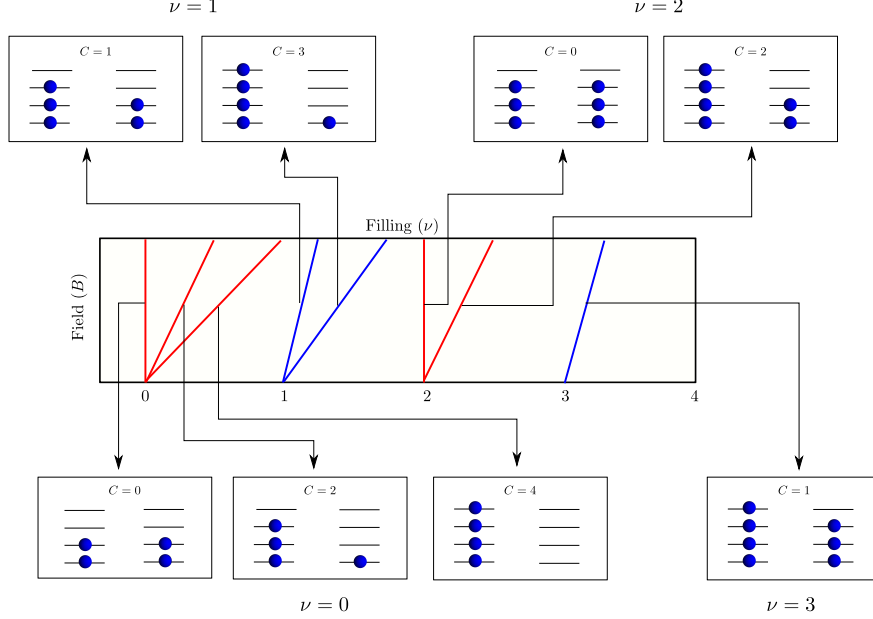 ν = 1
ν = 2
C = 1
C = 3
C = 0
C = 2
Filling (ν)
Field (B)
0
1
2
3
4
C = 0
C = 2
C = 4
C = 1
ν = 0
ν = 3